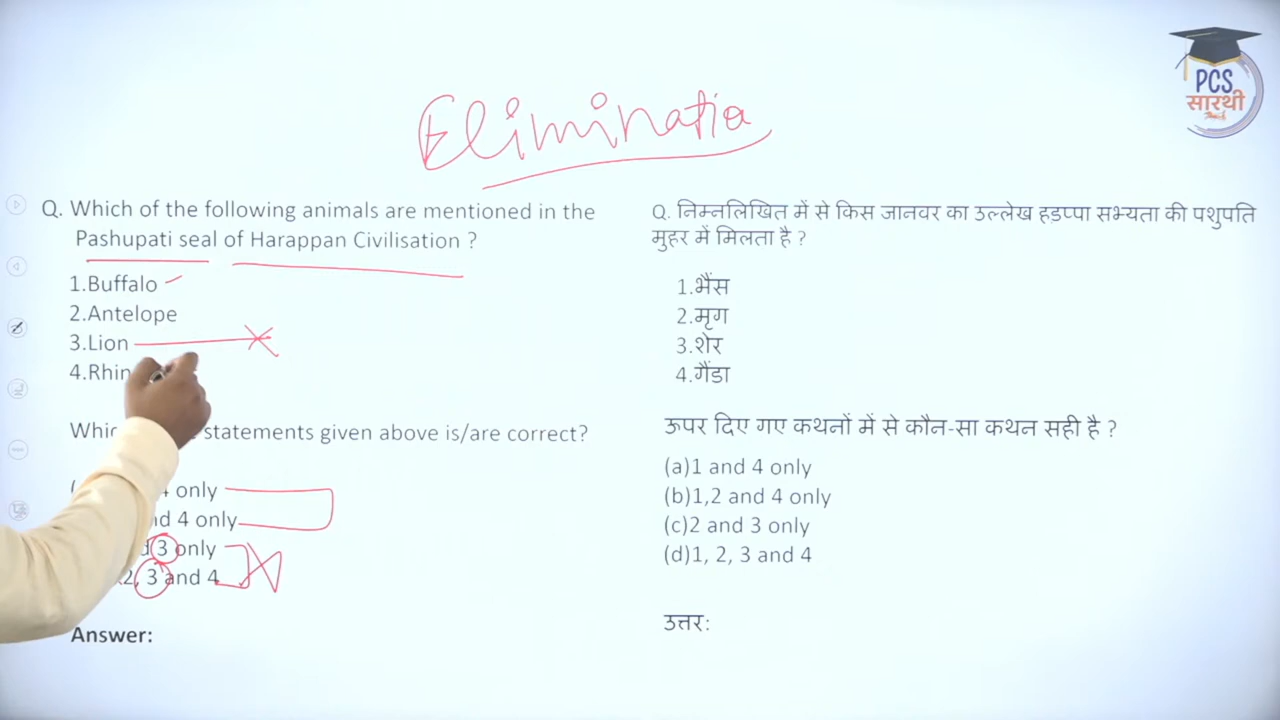 PCS
सारथी
Eliminatio
Q. Which of the following animals are mentioned in the
Pashupati seal of Harappan Civilisation ?
1.Buffalo
2.Antelope
3.Lion
4.Rhin
statements given above is/are correct?
only
4 only
3 only
2, 3 and 4
Answer:
Q. निम्नलिखित में से किस जानवर का उल्लेख हड़प्पा सभ्यता की पशुपति
मुहर में मिलता है ?
1.भैंस
2.मृग
3.शेर
4.गैंडा
ऊपर दिए गए कथनों में से कौन-सा कथन सही है ?
(a)1 and 4 only
(b)1,2 and 4 only
(c)2 and 3 only
(d)1, 2, 3 and 4
उत्तर: